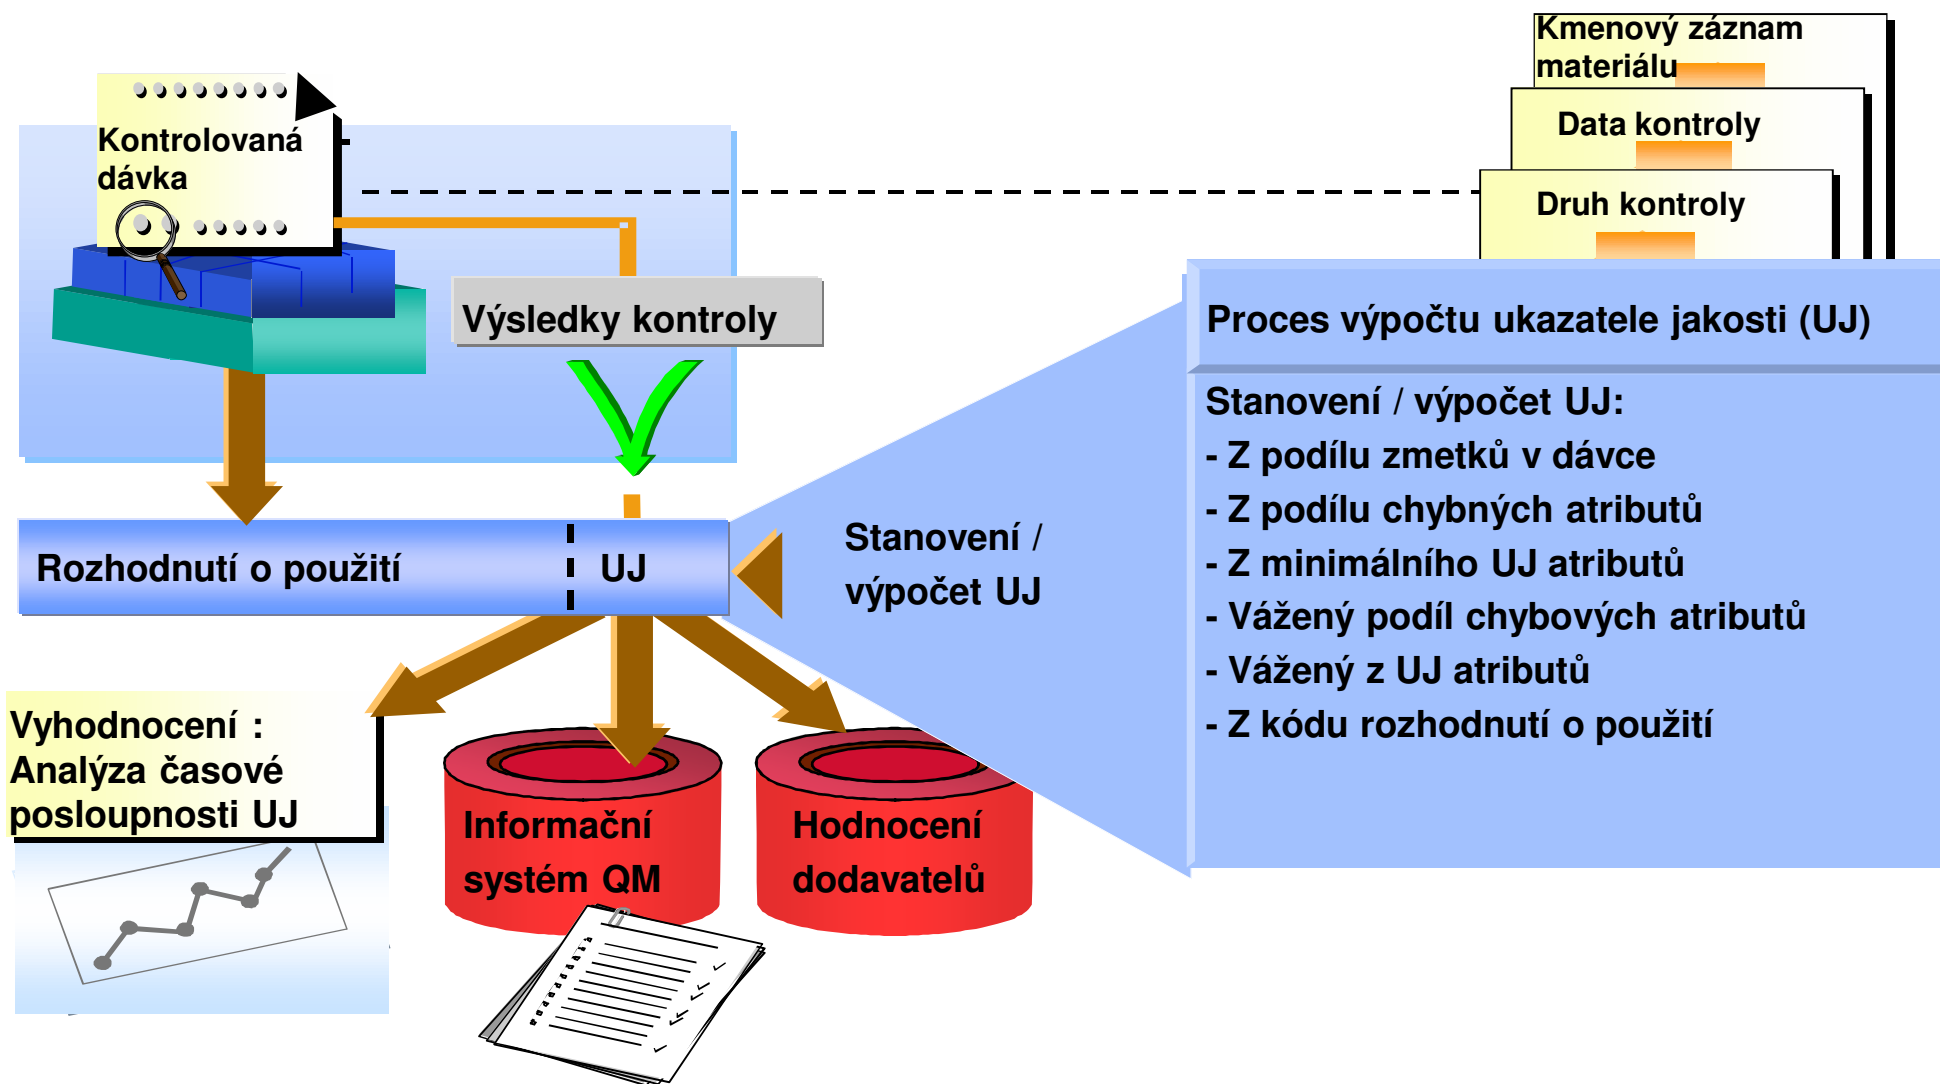 Kmenový záznam
materiálu
Data kontroly
Druh kontroly
Kontrolovaná
dávka
Výsledky kontroly
Proces výpočtu ukazatele jakosti (UJ)
Stanovení / výpočet UJ:
- Z podílu zmetků v dávce
- Z podílu chybných atributů
- Z minimálního UJ atributů
- Vážený podíl chybových atributů
- Vážený z UJ atributů
- Z kódu rozhodnutí o použití
Rozhodnutí o použití
UJ
Stanovení /
výpočet UJ
Vyhodnocení :
Analýza časové
posloupnosti UJ
Informační
systém QM
Hodnocení
dodavatelů